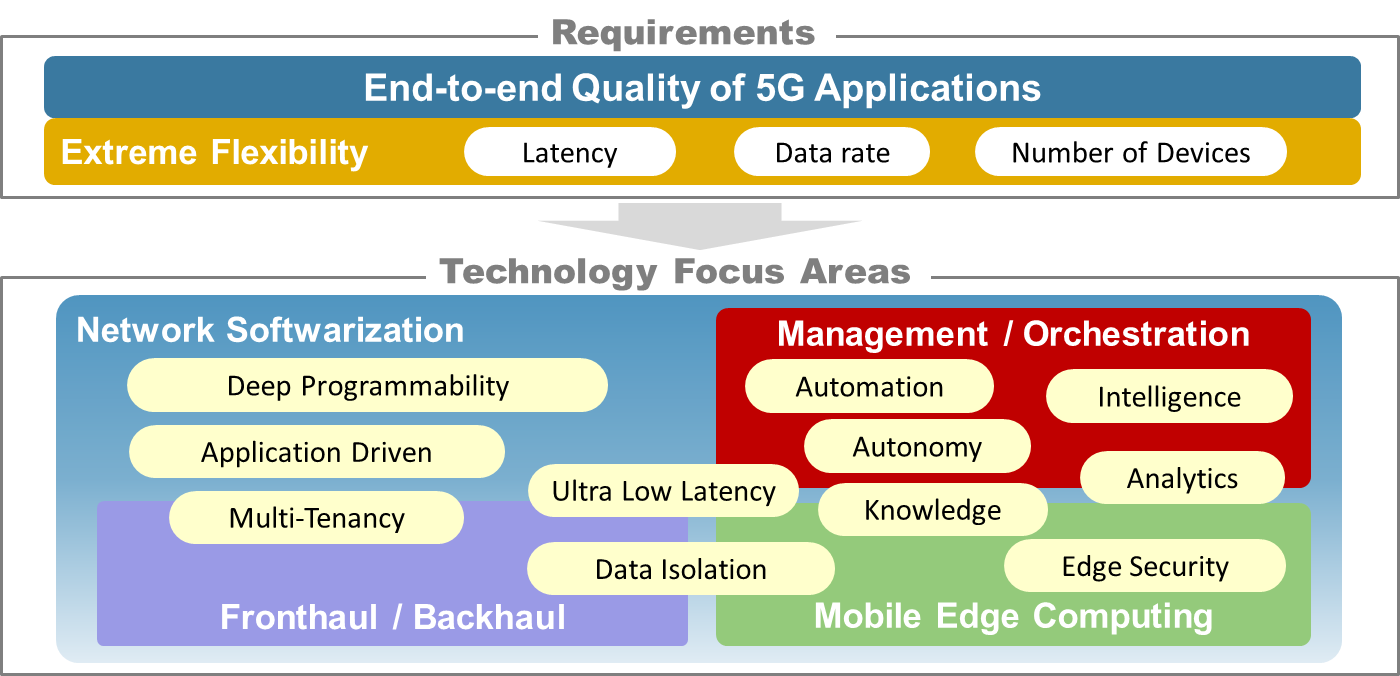 Requirements
End-to-end Quality of 5G Applications
Extreme Flexibility
Latency
Data rate
Number of Devices
Technology Focus Areas
Network Softwarization
Deep Programmability
Application Driven
Multi-Tenancy
Ultra Low Latency
Data Isolation
Fronthaul / Backhaul
Management / Orchestration
Automation
Intelligence
Autonomy
Analytics
Knowledge
Edge Security
Mobile Edge Computing